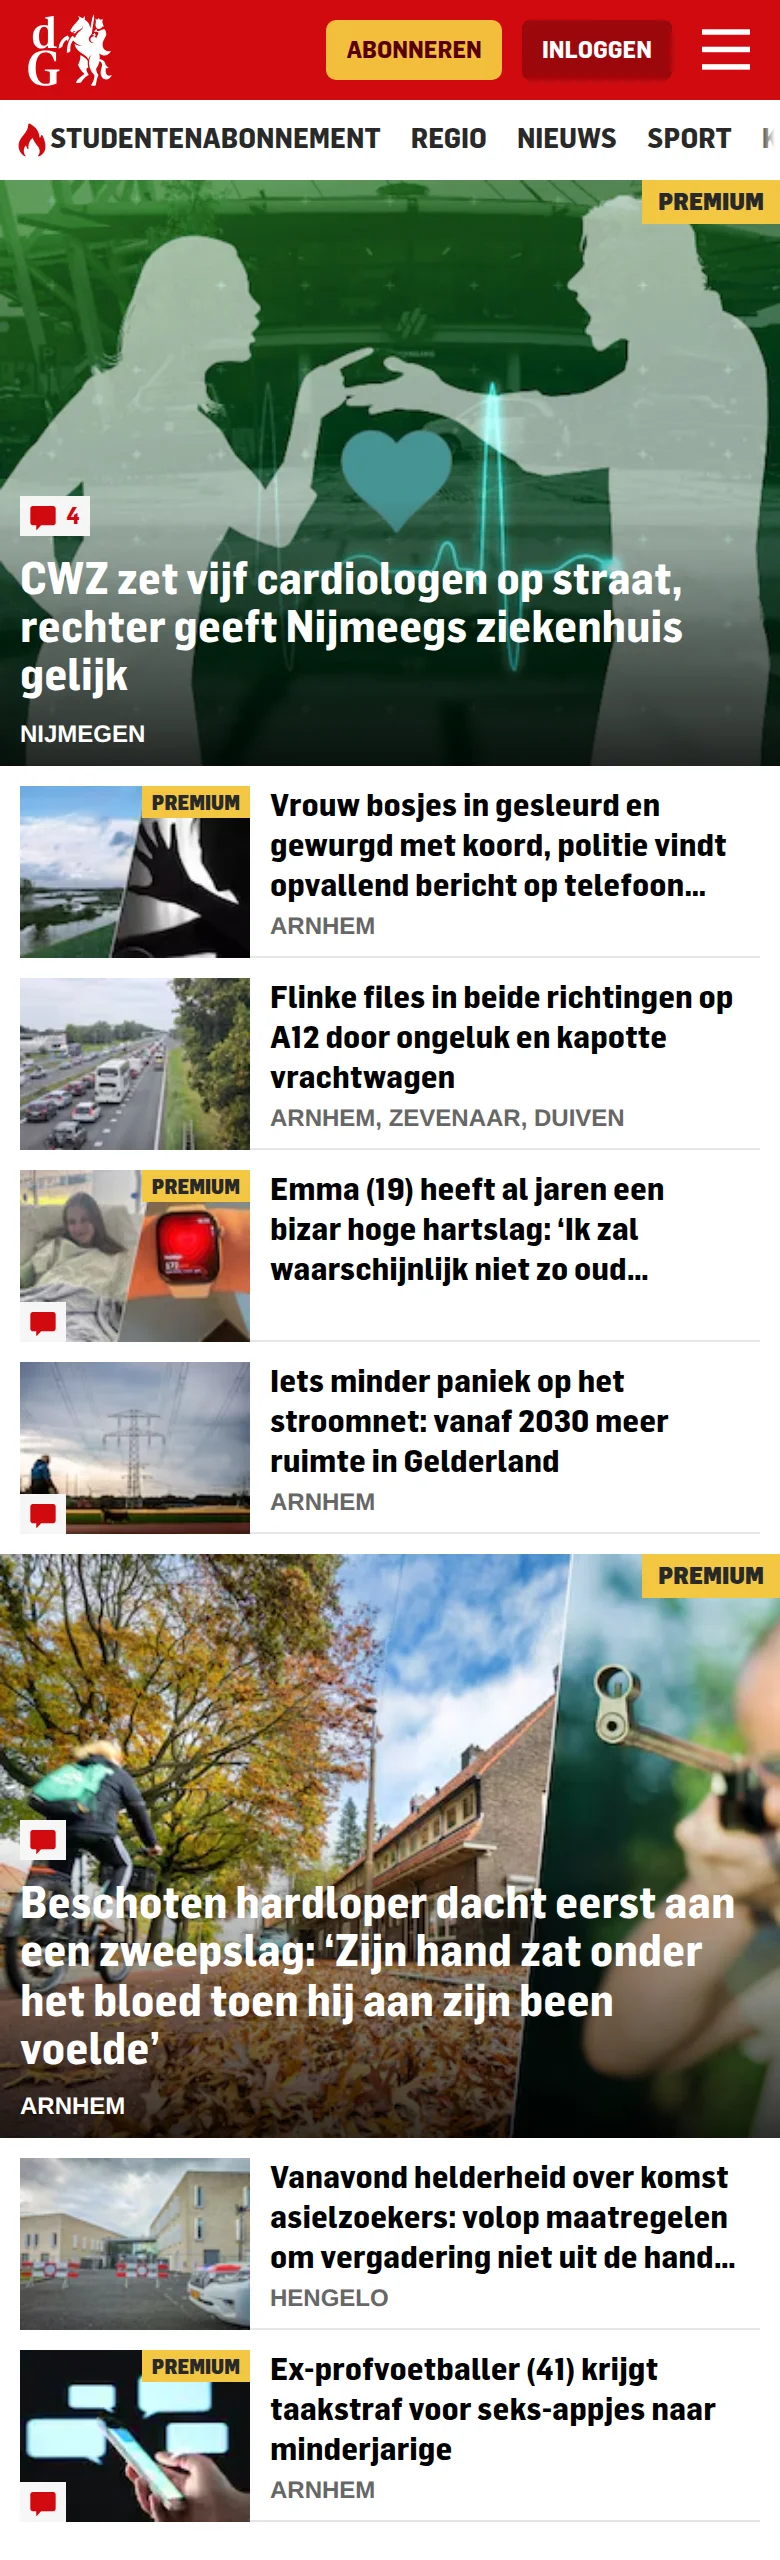 dG
ABONNEREN
INLOGGEN
STUDENTENABONNEMENT
REGIO
NIEUWS
SPORT
PREMIUM
4
CWZ zet vijf cardiologen op straat,
rechter geeft Nijmeegs ziekenhuis
gelijk
NIJMEGEN
PREMIUM
Vrouw bosjes in gesleurd en
gewurgd met koord, politie vindt
opvallend bericht op telefoon...
ARNHEM
Flinke files in beide richtingen op
A12 door ongeluk en kapotte
vrachtwagen
ARNHEM, ZEVENAAR, DUIVEN
PREMIUM
Emma (19) heeft al jaren een
bizar hoge hartslag: ‘Ik zal
waarschijnlijk niet zo oud...
Iets minder paniek op het
stroomnet: vanaf 2030 meer
ruimte in Gelderland
ARNHEM
PREMIUM
Beschoten hardloper dacht eerst aan
een zweepslag: ‘Zijn hand zat onder
het bloed toen hij aan zijn been
voelde’
ARNHEM
Vanavond helderheid over komst
asielzoekers: volop maatregelen
om vergadering niet uit de hand...
HENGELO
PREMIUM
Ex-profvoetballer (41) krijgt
taakstraf voor seks-appjes naar
minderjarige
ARNHEM